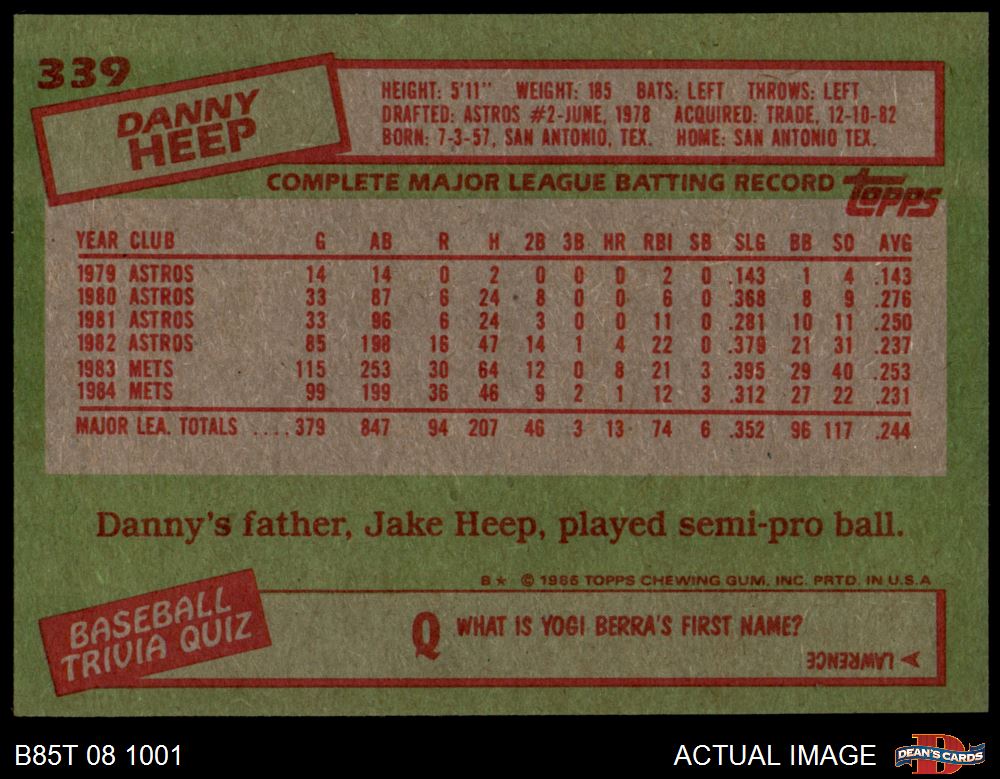 339
DANNY
HEEP
HEIGHT: 5'11" WEIGHT: 185 BATS: LEFT THROWS: LEFT
DRAFTED: ASTROS #2-JUNE, 1978 ACQUIRED: TRADE, 12-10-82
BORN: 7-3-57, SAN ANTONIO, TEX. HOME: SAN ANTONIO TEX.
COMPLETE MAJOR LEAGUE BATTING RECORD topps
YEAR CLUB G AB R H 2B 3B HR RBI SB SLG BB SO AVG
1979 ASTROS 14 14 0 2 0 0 0 2 0 .143 1 4 .143
1980 ASTROS 33 87 6 24 8 0 0 6 0 .368 8 9 .276
1981 ASTROS 33 96 6 24 3 0 0 11 0 .281 10 11 .250
1982 ASTROS 85 198 16 47 14 1 4 22 0 .379 21 31 .237
1983 METS 115 253 30 64 12 0 8 21 3 .395 29 40 .253
1984 METS 99 199 36 46 9 2 1 12 3 .312 27 22 .231
MAJOR LEA. TOTALS ....379 847 94 207 46 3 13 74 6 .352 96 117 .244
Danny's father, Jake Heep, played semi-pro ball.
B★ © 1985 TOPPS CHEWING GUM, INC. PRTD. IN U.S.A
BASEBALL
TRIVIA QUIZ
Q WHAT IS YOGI BERRA'S FIRST NAME?
LAWRENCE
B85T 08 1001
ACTUAL IMAGE
DEAN'S CARDS